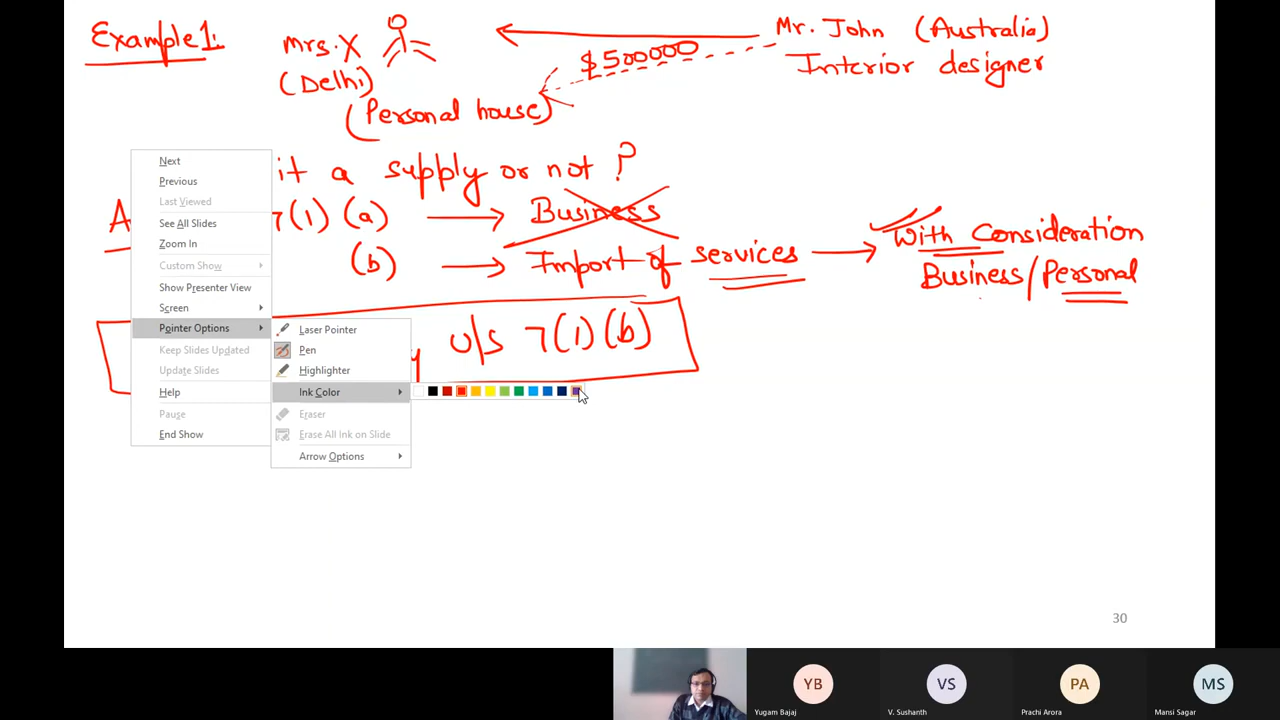 Example 1:
Mrs. X
(Delhi)
(Personal house)
$500000
Mr. John (Australia)
Interior designer
it a supply or not ?
7(1) (a) → Business
(b) → Import of services → With Consideration
Business/Personal
u/s 7(1)(b)
Next
Previous
Last Viewed
See All Slides
Zoom In
Custom Show
Show Presenter View
Screen
Pointer Options
Keep Slides Updated
Update Slides
Help
Pause
End Show
Laser Pointer
Pen
Highlighter
Ink Color
Eraser
Erase All Ink on Slide
Arrow Options
30
YB
Yugam Bajaj
VS
V. Sushanth
PA
Prachi Arora
MS
Mansi Sagar